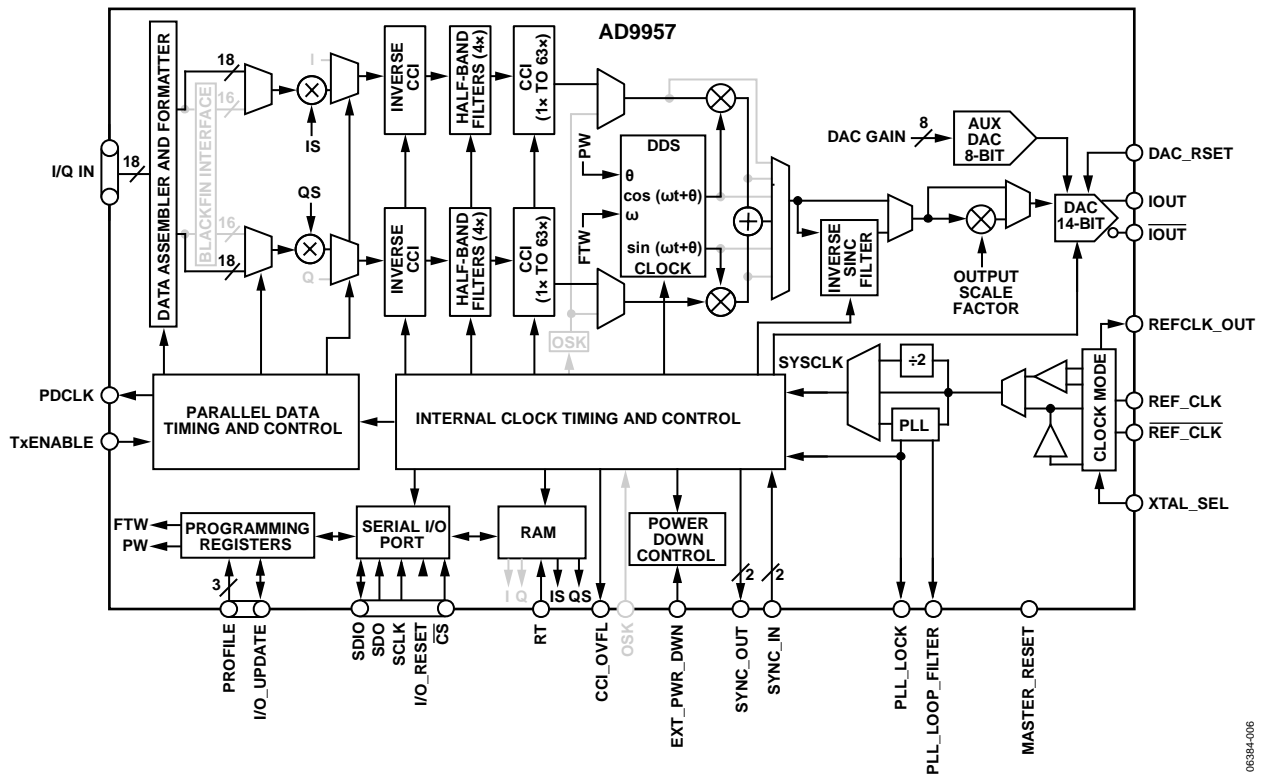 AD9957
I/Q IN
18
DATA ASSEMBLER AND FORMATTER
BLACKFIN INTERFACE
18
16
16
18
IS
QS
I
Q
INVERSE
CCI
HALF-BAND
FILTERS (4×)
CCI
(1× TO 63×)
INVERSE
CCI
HALF-BAND
FILTERS (4×)
CCI
(1× TO 63×)
OSK
PW
FTW
DDS
θ
cos (ωt+θ)
ω
sin (ωt+θ)
CLOCK
INVERSE
SINC
FILTER
OUTPUT
SCALE
FACTOR
DAC GAIN
8
AUX
DAC
8-BIT
DAC
14-BIT
DAC_RSET
IOUT
IOUT
REFCLK_OUT
REF_CLK
REF_CLK
XTAL_SEL
CLOCK MODE
SYSCLK
÷2
PLL
PDCLK
TxENABLE
PARALLEL DATA
TIMING AND CONTROL
INTERNAL CLOCK TIMING AND CONTROL
FTW
PW
PROGRAMMING
REGISTERS
SERIAL I/O
PORT
RAM
POWER
DOWN
CONTROL
3
I
Q
IS
QS
2
2
PROFILE
I/O_UPDATE
SDIO
SDO
SCLK
I/O_RESET
CS
RT
CCI_OVFL
OSK
EXT_PWR_DWN
SYNC_OUT
SYNC_IN
PLL_LOCK
PLL_LOOP_FILTER
MASTER_RESET
06384-006